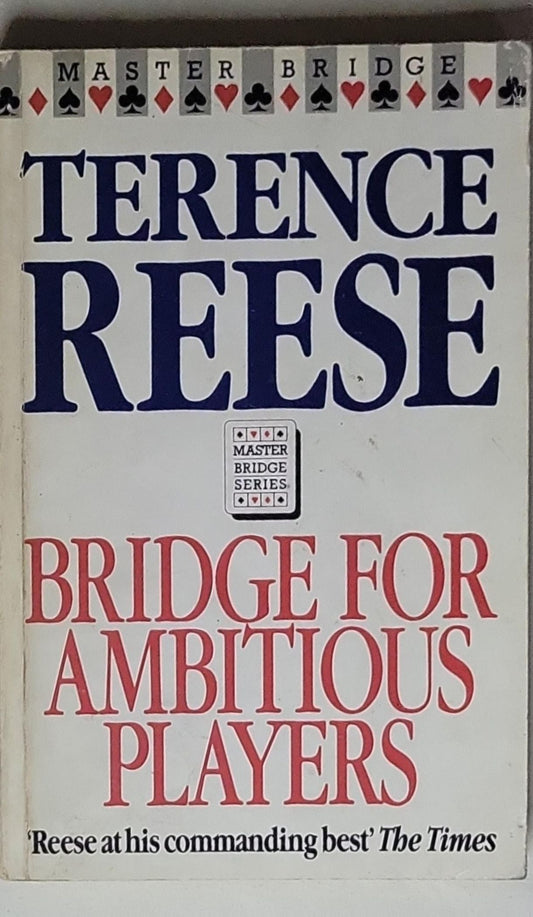 MASTER BRIDGE
TERENCE
REESE
MASTER
BRIDGE
SERIES
BRIDGE FOR
AMBITIOUS
PLAYERS
'Reese at his commanding best' The Times